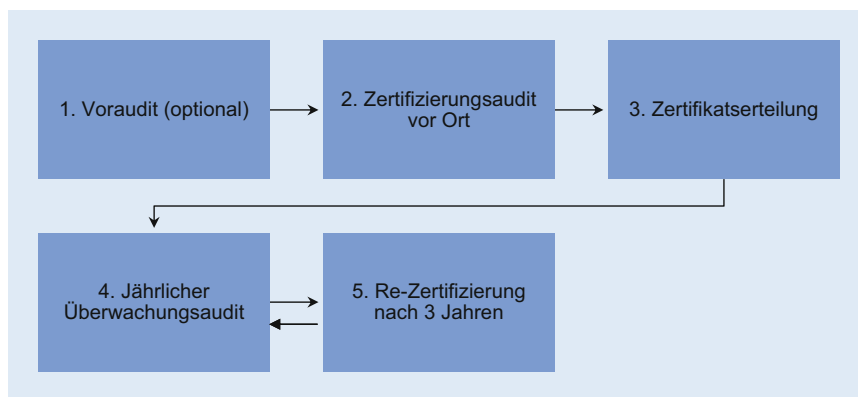 1. Voraudit (optional)
2. Zertifizierungsaudit
vor Ort
3. Zertifikatserteilung
4. Jährlicher
Überwachungsaudit
5. Re-Zertifizierung
nach 3 Jahren